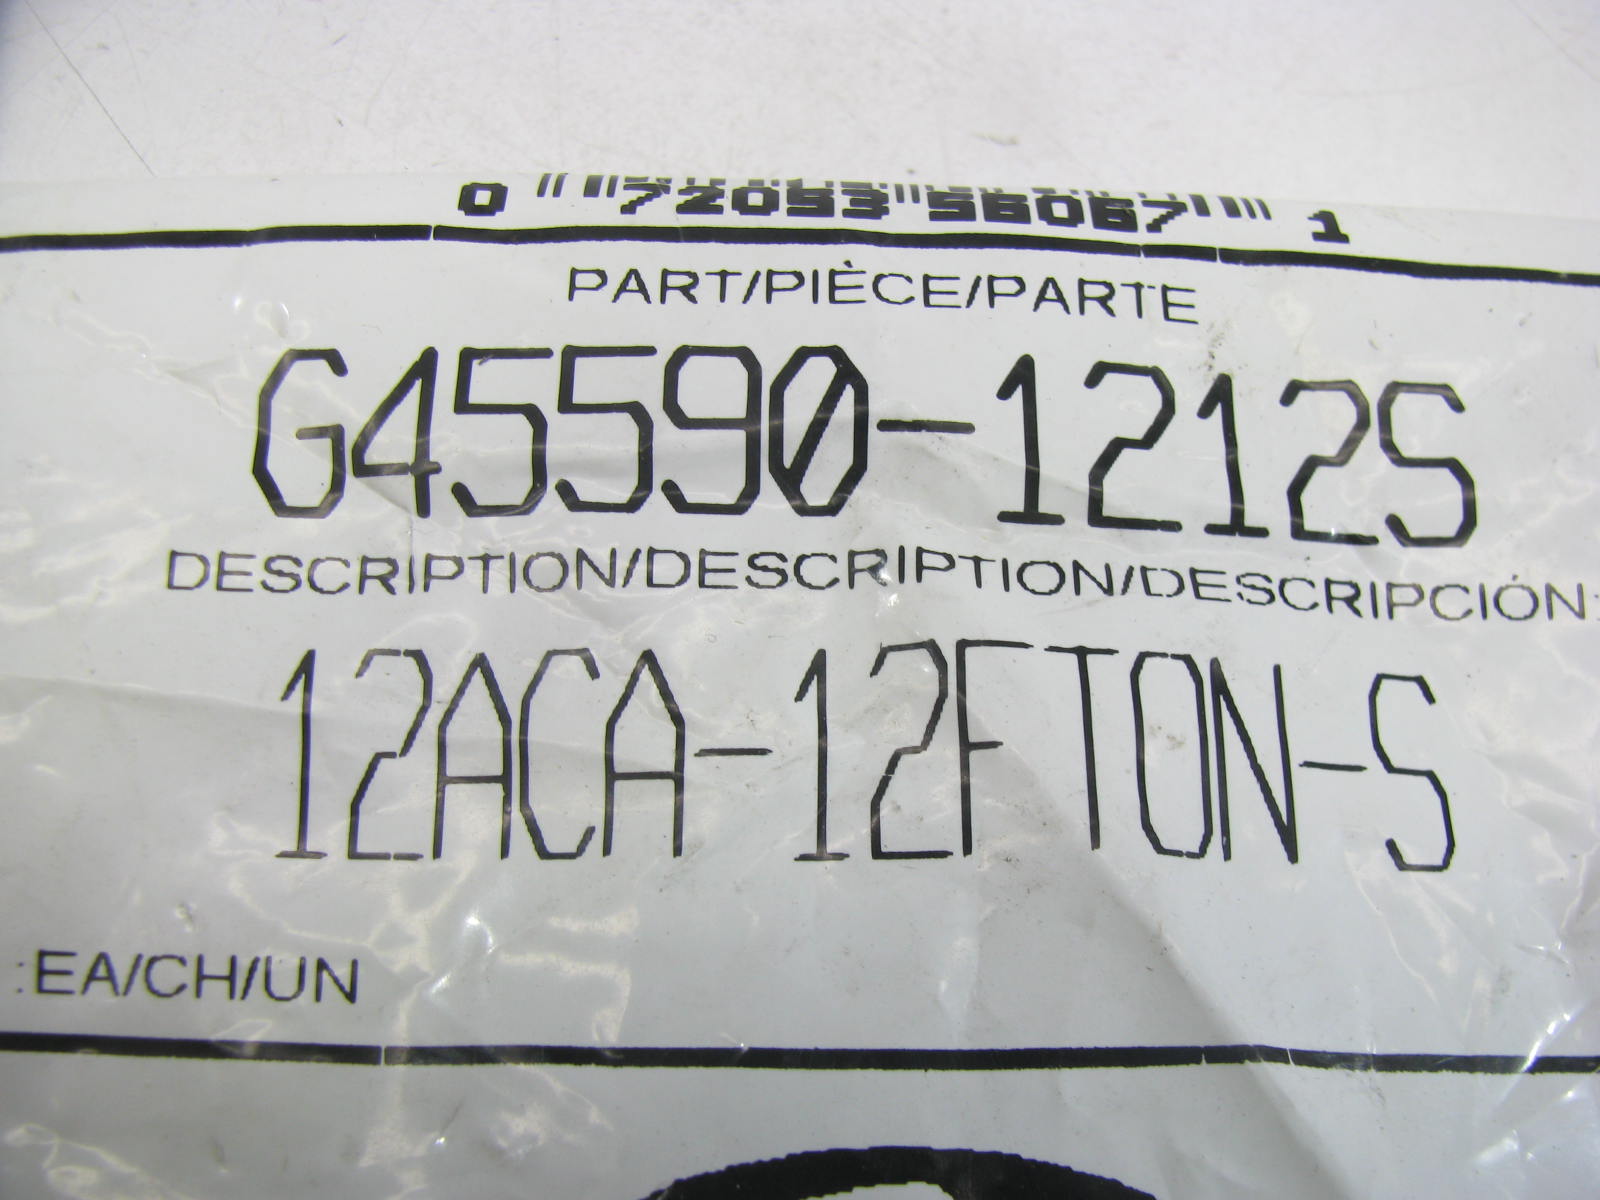 0 72053 56067 1
PART/PIÈCE/PARTE
G45590-1212S
DESCRIPTION/DESCRIPTION/DESCRIPCIÓN:
12ACA-12FTON-S
:EA/CH/UN